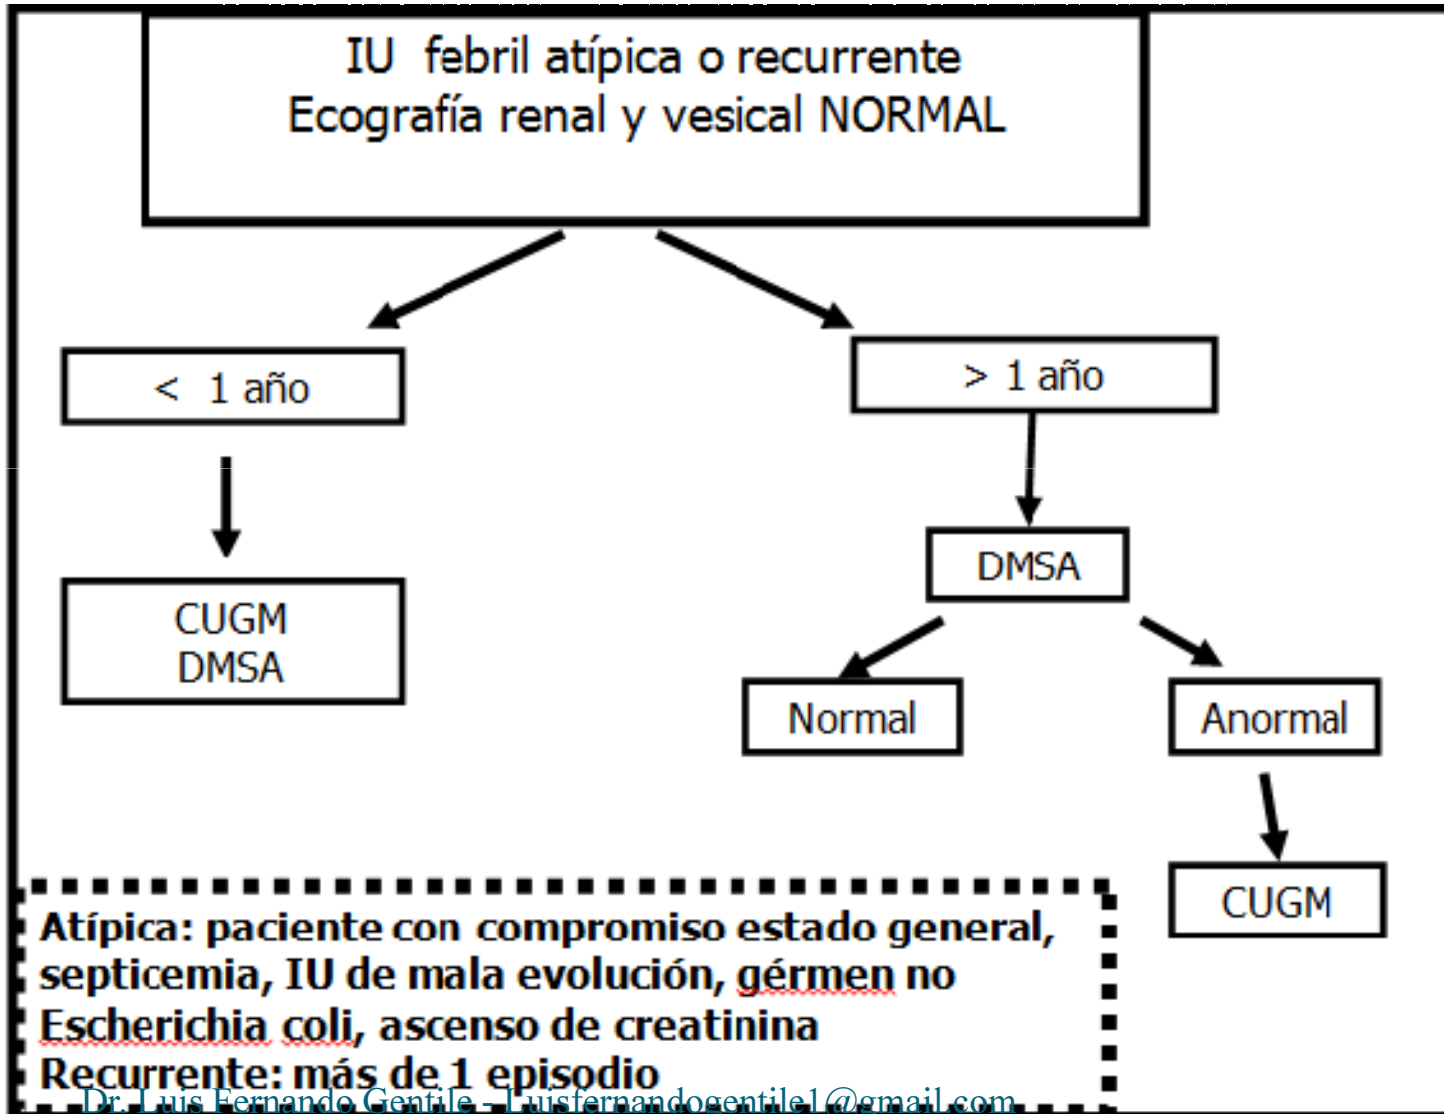 IU febril atípica o recurrente
Ecografía renal y vesical NORMAL
< 1 año
> 1 año
CUGM
DMSA
DMSA
Normal
Anormal
CUGM
Atípica: paciente con compromiso estado general,
septicemia, IU de mala evolución, gérmen no
Escherichia coli, ascenso de creatinina
Recurrente: más de 1 episodio
Dr. Luis Fernando Gentile - Luisfernandogentile1@gmail.com